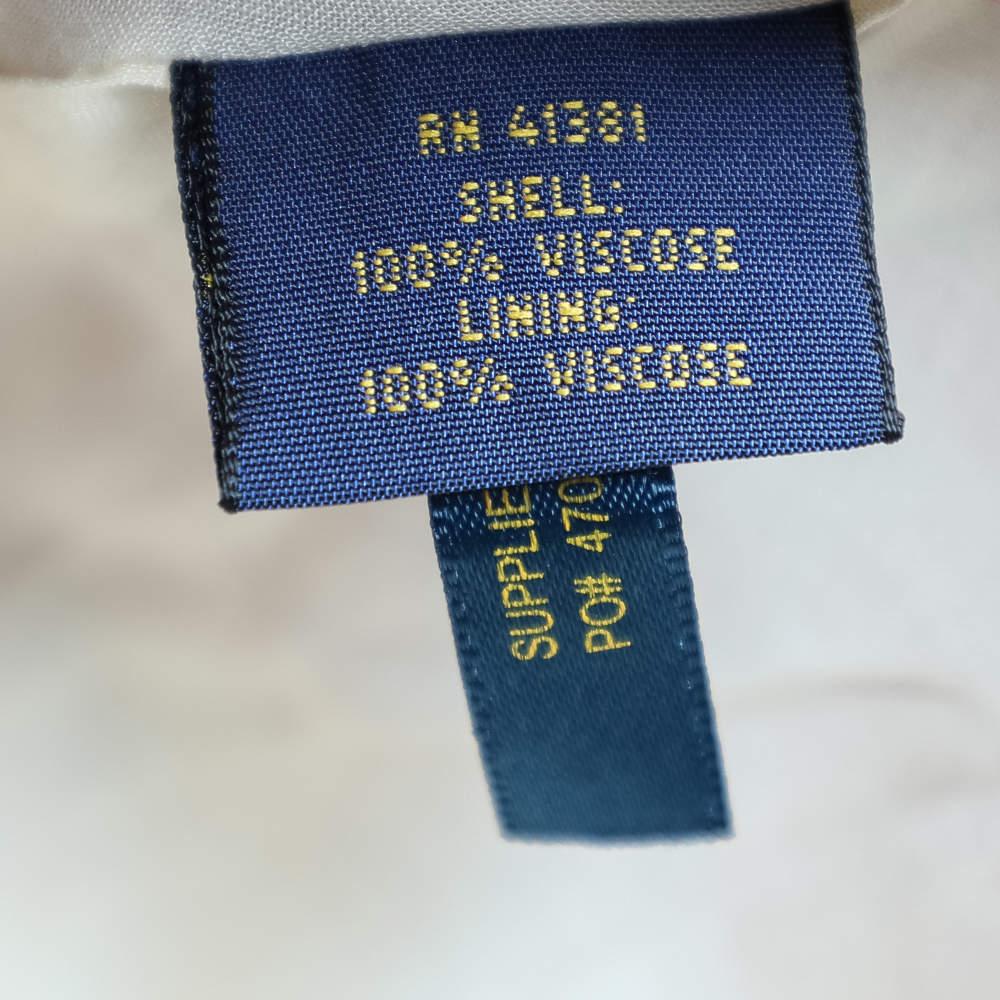 RN 41381
SHELL:
100% VISCOSE
LINING:
100% VISCOSE
SUPPLIE
PO# 470